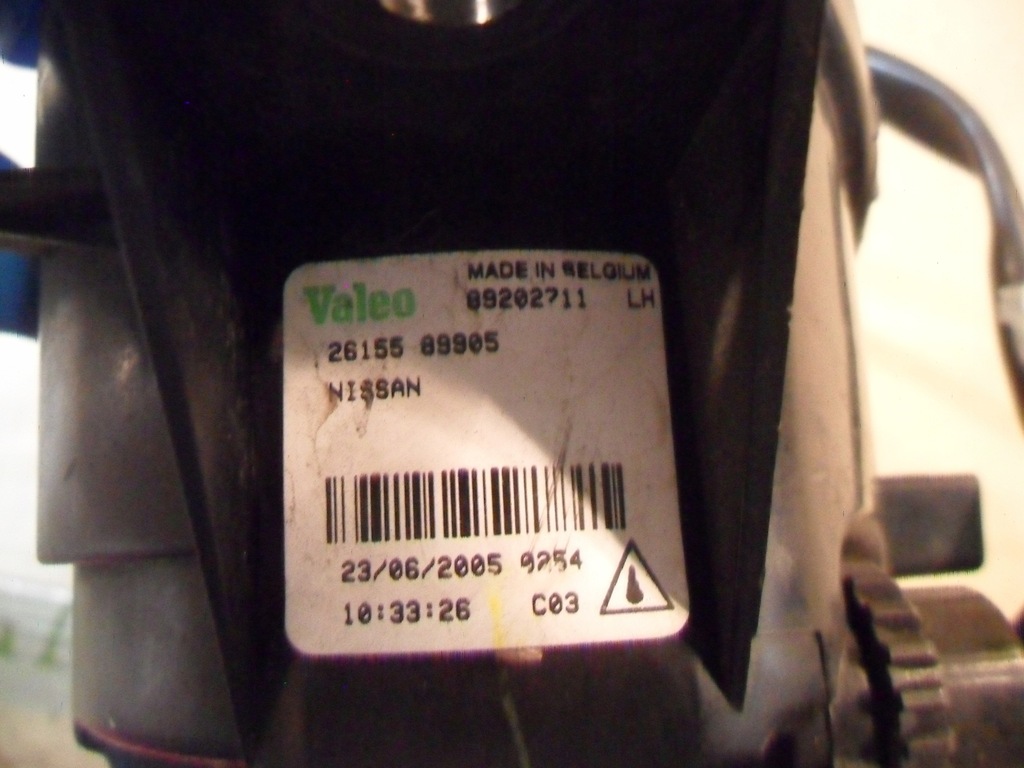 MADE IN BELGIUM
Valeo 89202711 LH
26155 89905
NISSAN
23/06/2005 9254
10:33:26 C03